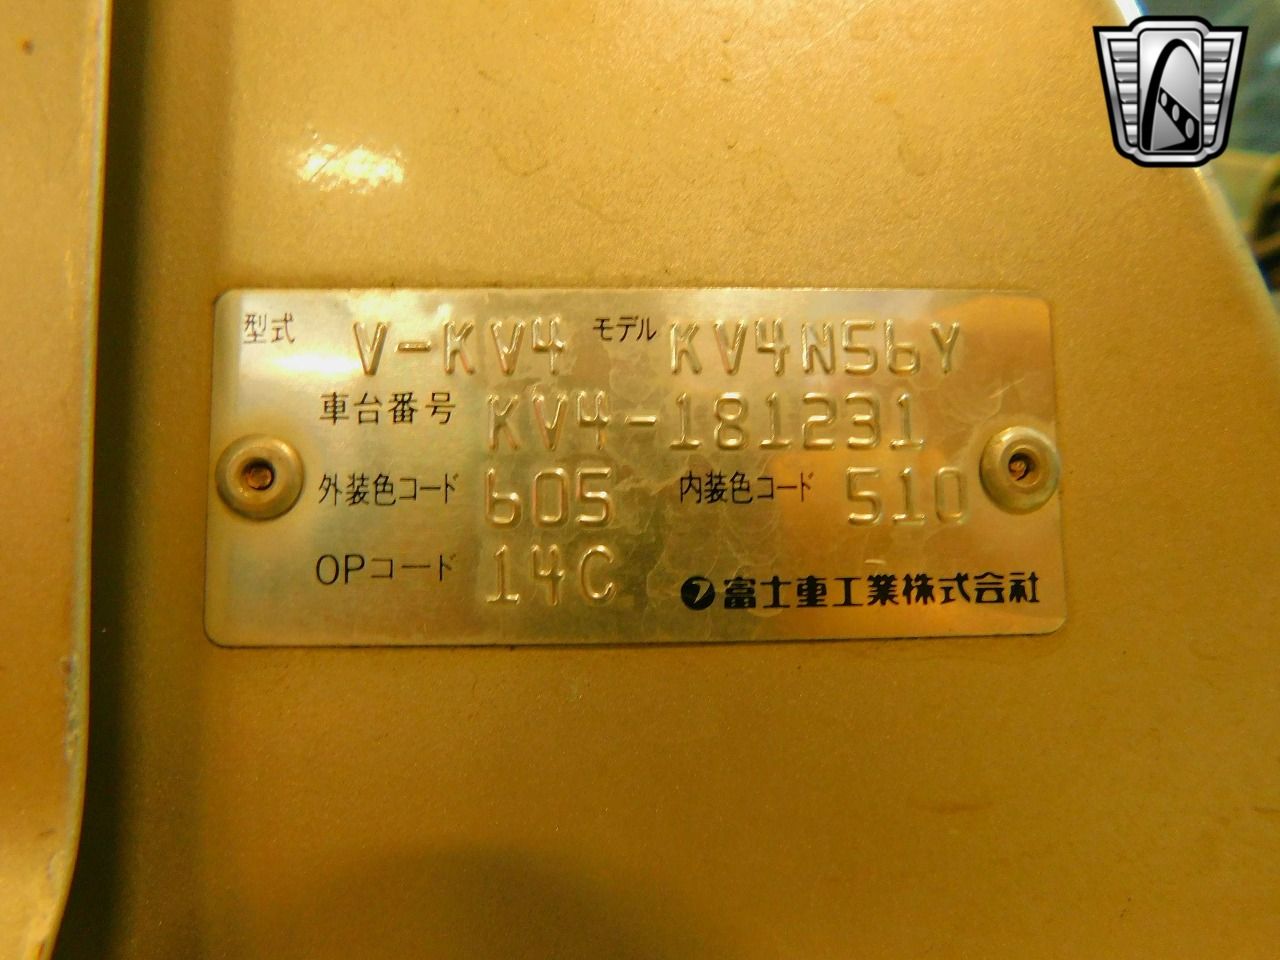 型式 V-KV4 モデル KV4N56Y
車台番号 KV4-181231
外装色コード 605 内装色コード 510
OPコード 14C
富士重工業株式会社